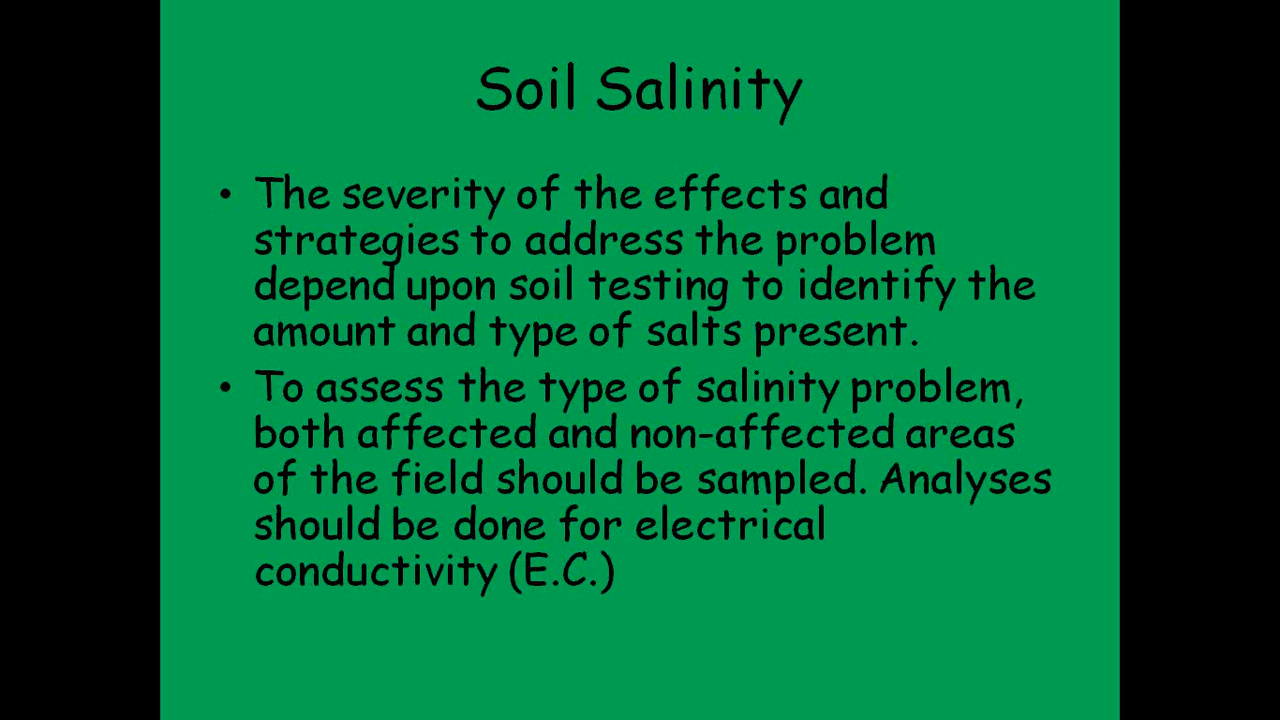 Soil Salinity
• The severity of the effects and
strategies to address the problem
depend upon soil testing to identify the
amount and type of salts present.
• To assess the type of salinity problem,
both affected and non-affected areas
of the field should be sampled. Analyses
should be done for electrical
conductivity (E.C.)